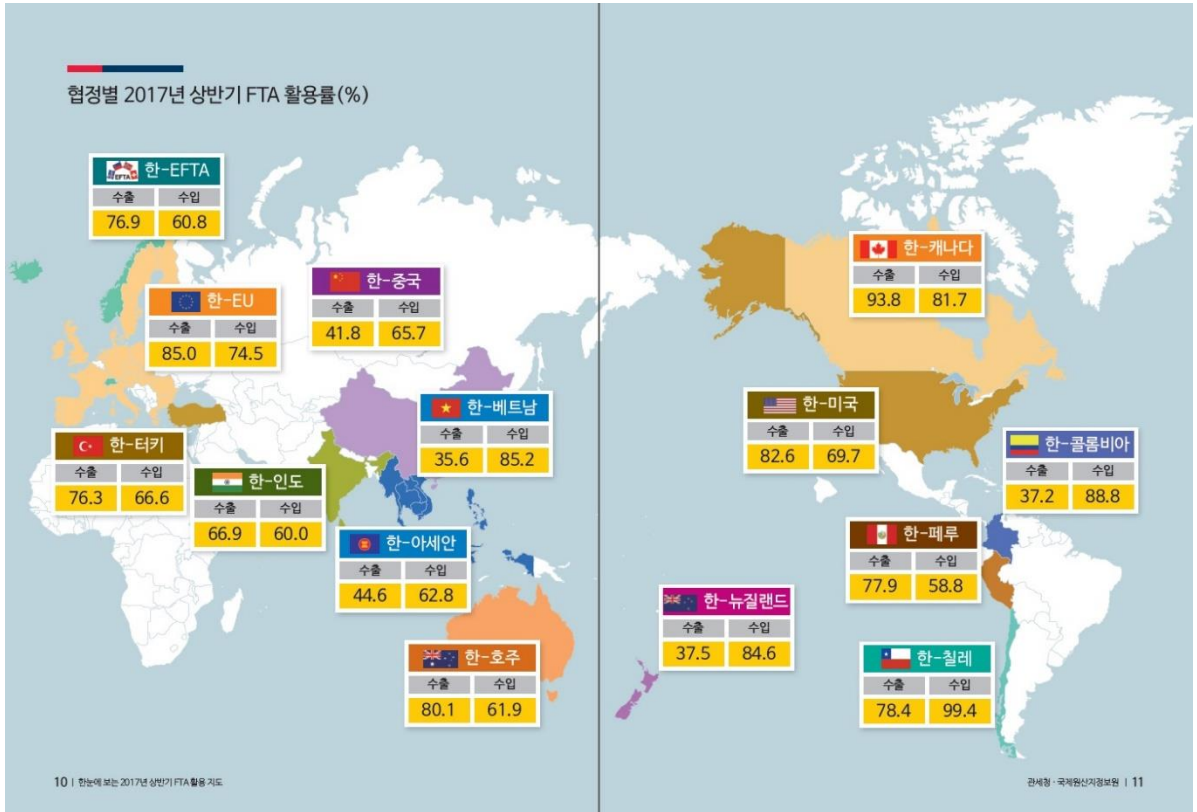 협정별 2017년 상반기 FTA 활용률(%)
EFTA
한-EFTA
수출 수입
76.9 60.8
한-EU
수출 수입
85.0 74.5
한-중국
수출 수입
41.8 65.7
한-베트남
수출 수입
35.6 85.2
한-터키
수출 수입
76.3 66.6
한-인도
수출 수입
66.9 60.0
한-아세안
수출 수입
44.6 62.8
한-호주
수출 수입
80.1 61.9
10 | 한눈에 보는 2017년 상반기 FTA 활용 지도
한-캐나다
수출 수입
93.8 81.7
한-미국
수출 수입
82.6 69.7
한-콜롬비아
수출 수입
37.2 88.8
한-페루
수출 수입
77.9 58.8
한-뉴질랜드
수출 수입
37.5 84.6
한-칠레
수출 수입
78.4 99.4
관세청 · 국제원산지정보원 | 11